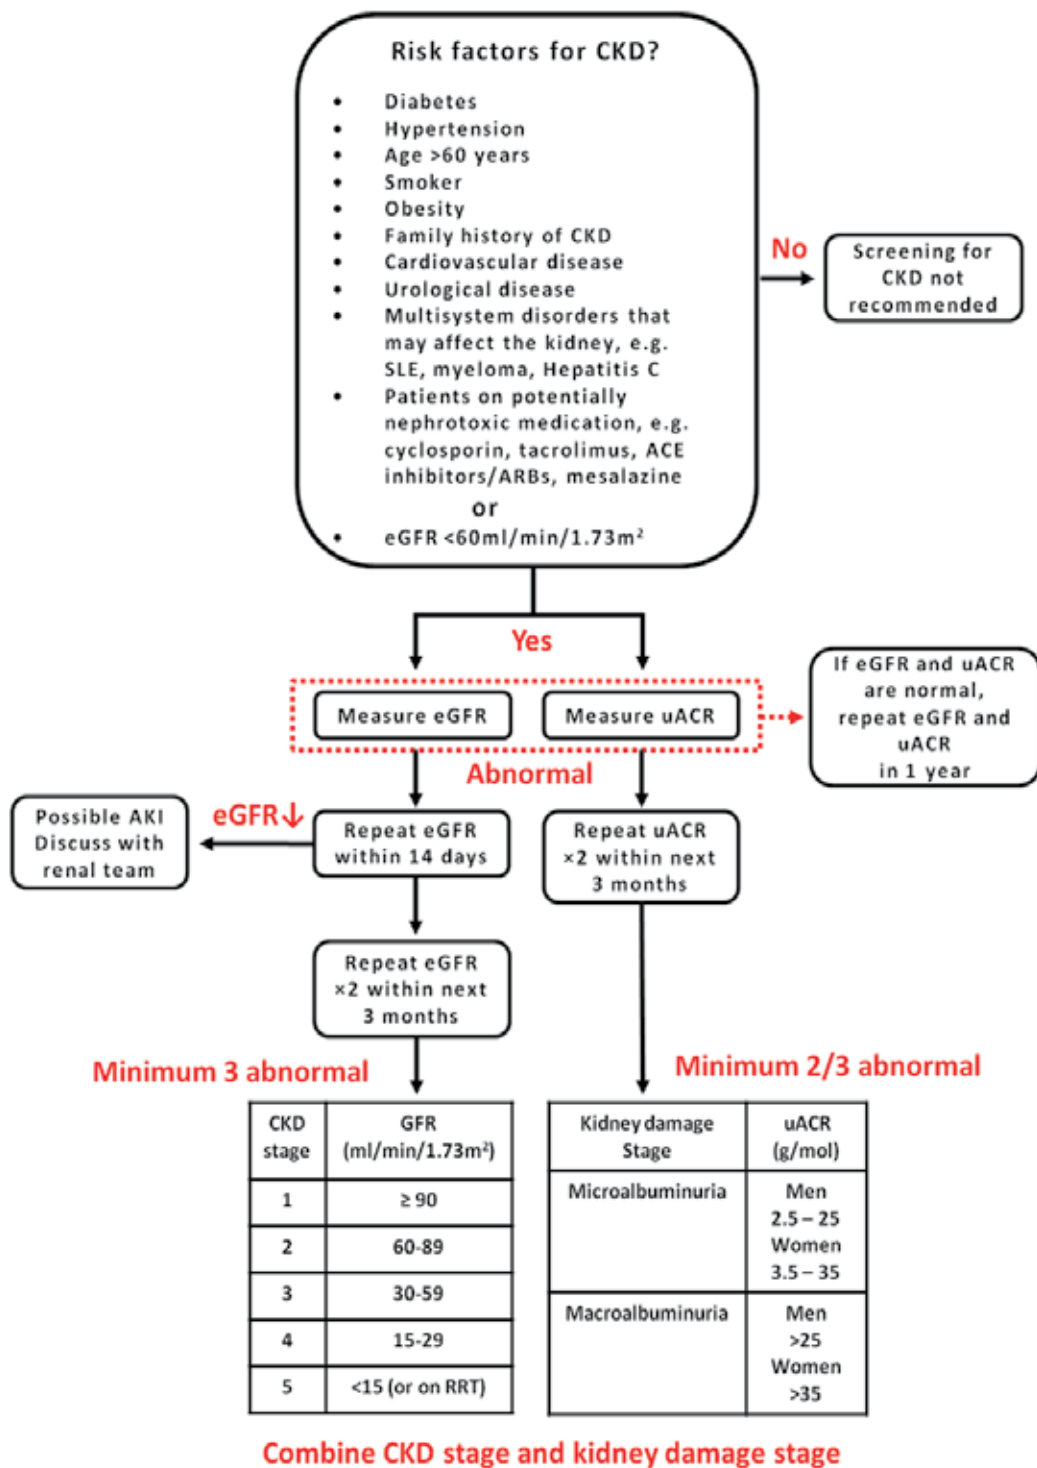 Risk factors for CKD?
• Diabetes
• Hypertension
• Age >60 years
• Smoker
• Obesity
• Family history of CKD
• Cardiovascular disease
• Urological disease
• Multisystem disorders that
may affect the kidney, e.g.
SLE, myeloma, Hepatitis C
• Patients on potentially
nephrotoxic medication, e.g.
cyclosporin, tacrolimus, ACE
inhibitors/ARBs, mesalazine
or
• eGFR <60ml/min/1.73m²
No
Screening for
CKD not
recommended
Yes
Measure eGFR
Measure uACR
If eGFR and uACR
are normal,
repeat eGFR and
uACR
in 1 year
Abnormal
Possible AKI
Discuss with
renal team
eGFR↓
Repeat eGFR
within 14 days
Repeat uACR
×2 within next
3 months
Repeat eGFR
×2 within next
3 months
Minimum 3 abnormal
Minimum 2/3 abnormal
CKD stage GFR (ml/min/1.73m²)
1 ≥ 90
2 60-89
3 30-59
4 15-29
5 <15 (or on RRT)
Kidney damage Stage uACR (g/mol)
Microalbuminuria Men
2.5 – 25
Women
3.5 – 35
Macroalbuminuria Men
>25
Women
>35
Combine CKD stage and kidney damage stage